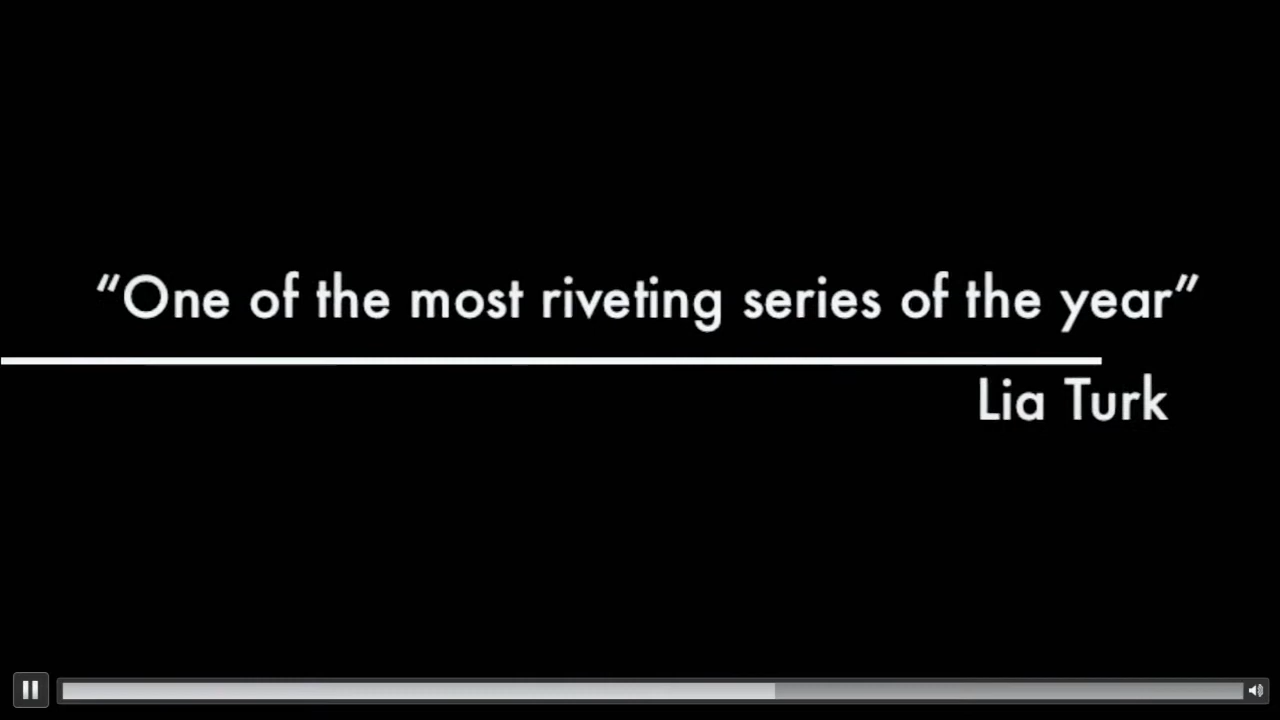 “One of the most riveting series of the year”
Lia Turk